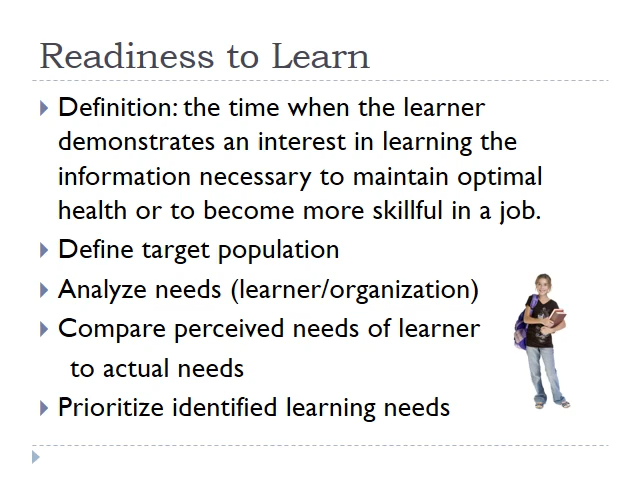 Readiness to Learn
Definition: the time when the learner
demonstrates an interest in learning the
information necessary to maintain optimal
health or to become more skillful in a job.
Define target population
Analyze needs (learner/organization)
Compare perceived needs of learner
to actual needs
Prioritize identified learning needs